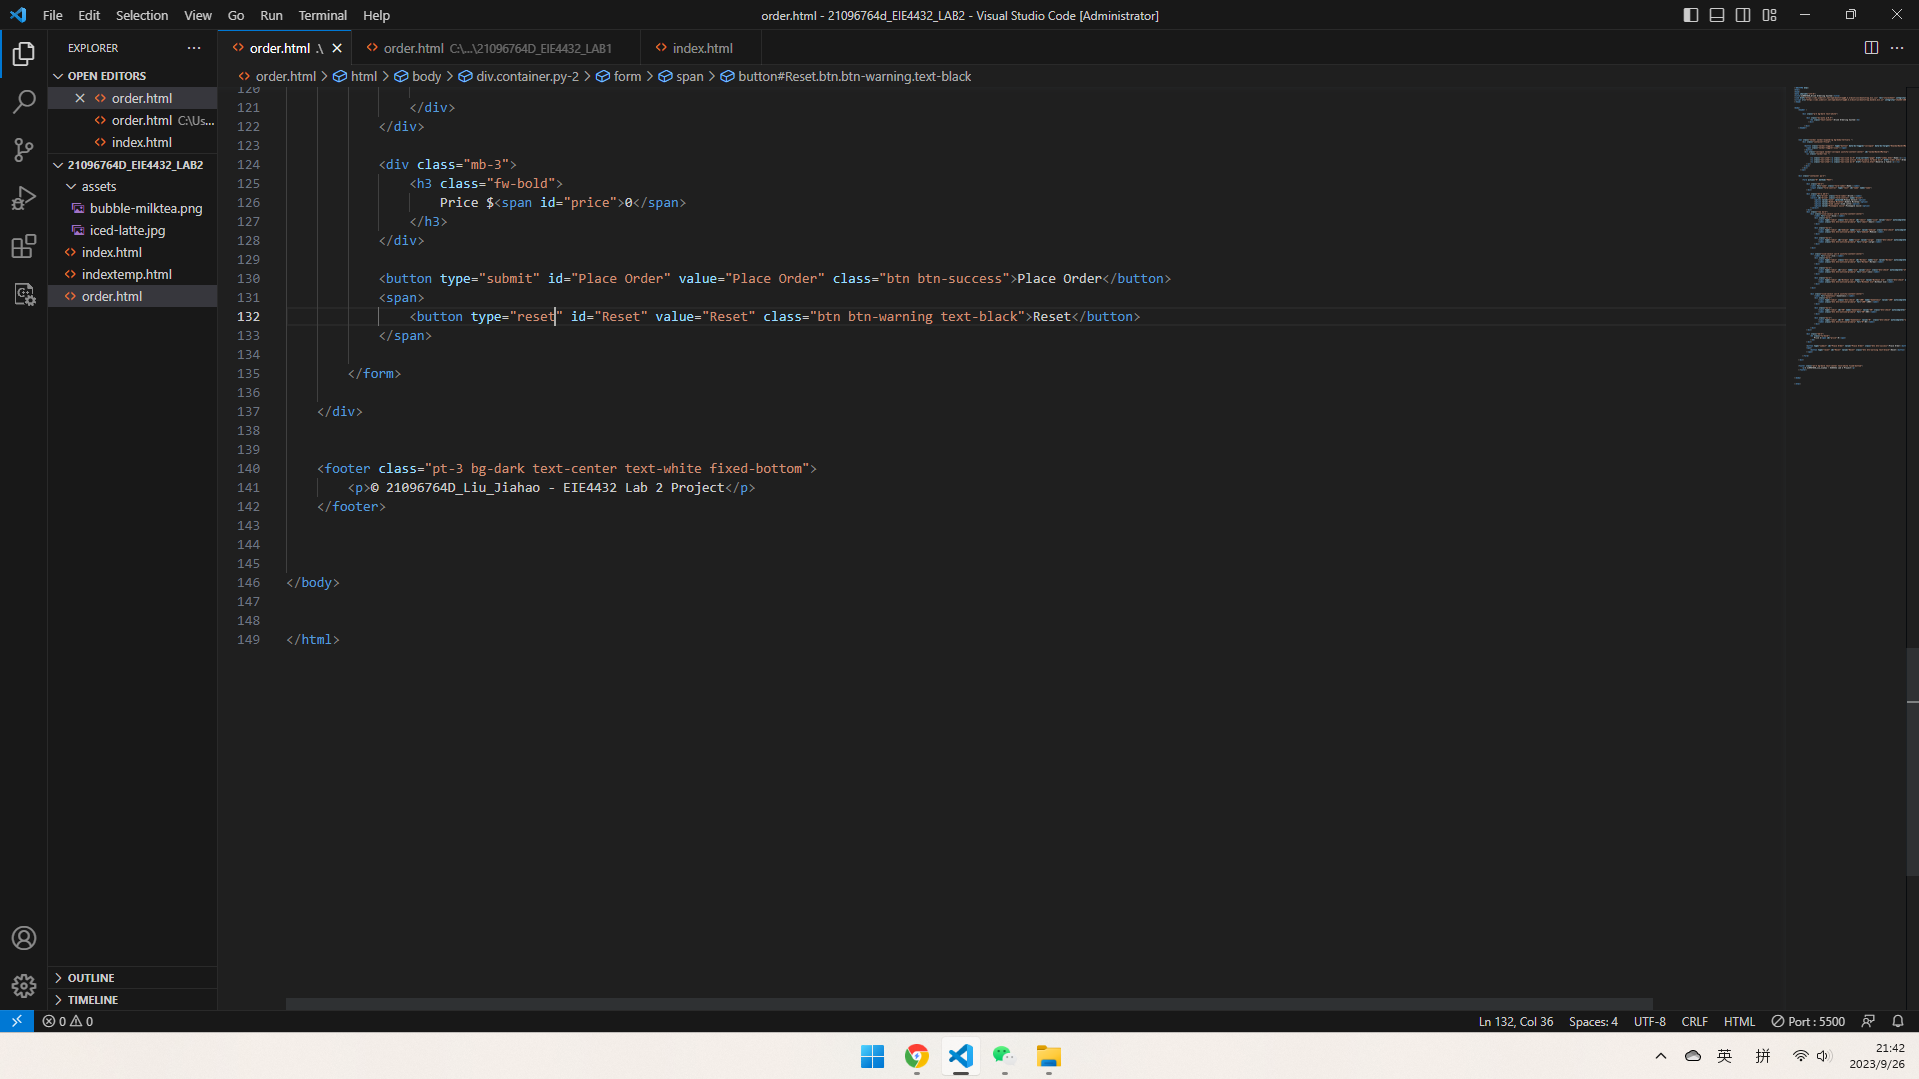 File Edit Selection View Go Run Terminal Help
order.html - 21096764d_EIE4432_LAB2 - Visual Studio Code [Administrator]
EXPLORER
OPEN EDITORS
order.html
order.html C:\Us...
index.html
21096764D_EIE4432_LAB2
assets
bubble-milktea.png
iced-latte.jpg
index.html
indextemp.html
order.html
OUTLINE
TIMELINE
order.html .\
order.html C:\...\21096764D_EIE4432_LAB1
index.html
order.html > html > body > div.container.py-2 > form > span > button#Reset.btn.btn-warning.text-black
120
121 </div>
122 </div>
123
124 <div class="mb-3">
125 <h3 class="fw-bold">
126 Price $<span id="price">0</span>
127 </h3>
128 </div>
129
130 <button type="submit" id="Place Order" value="Place Order" class="btn btn-success">Place Order</button>
131 <span>
132 <button type="reset" id="Reset" value="Reset" class="btn btn-warning text-black">Reset</button>
133 </span>
134
135 </form>
136
137 </div>
138
139
140 <footer class="pt-3 bg-dark text-center text-white fixed-bottom">
141 <p>© 21096764D_Liu_Jiahao - EIE4432 Lab 2 Project</p>
142 </footer>
143
144
145
146 </body>
147
148
149 </html>
0 0
Ln 132, Col 36 Spaces: 4 UTF-8 CRLF HTML Port : 5500
英 拼
21:42
2023/9/26